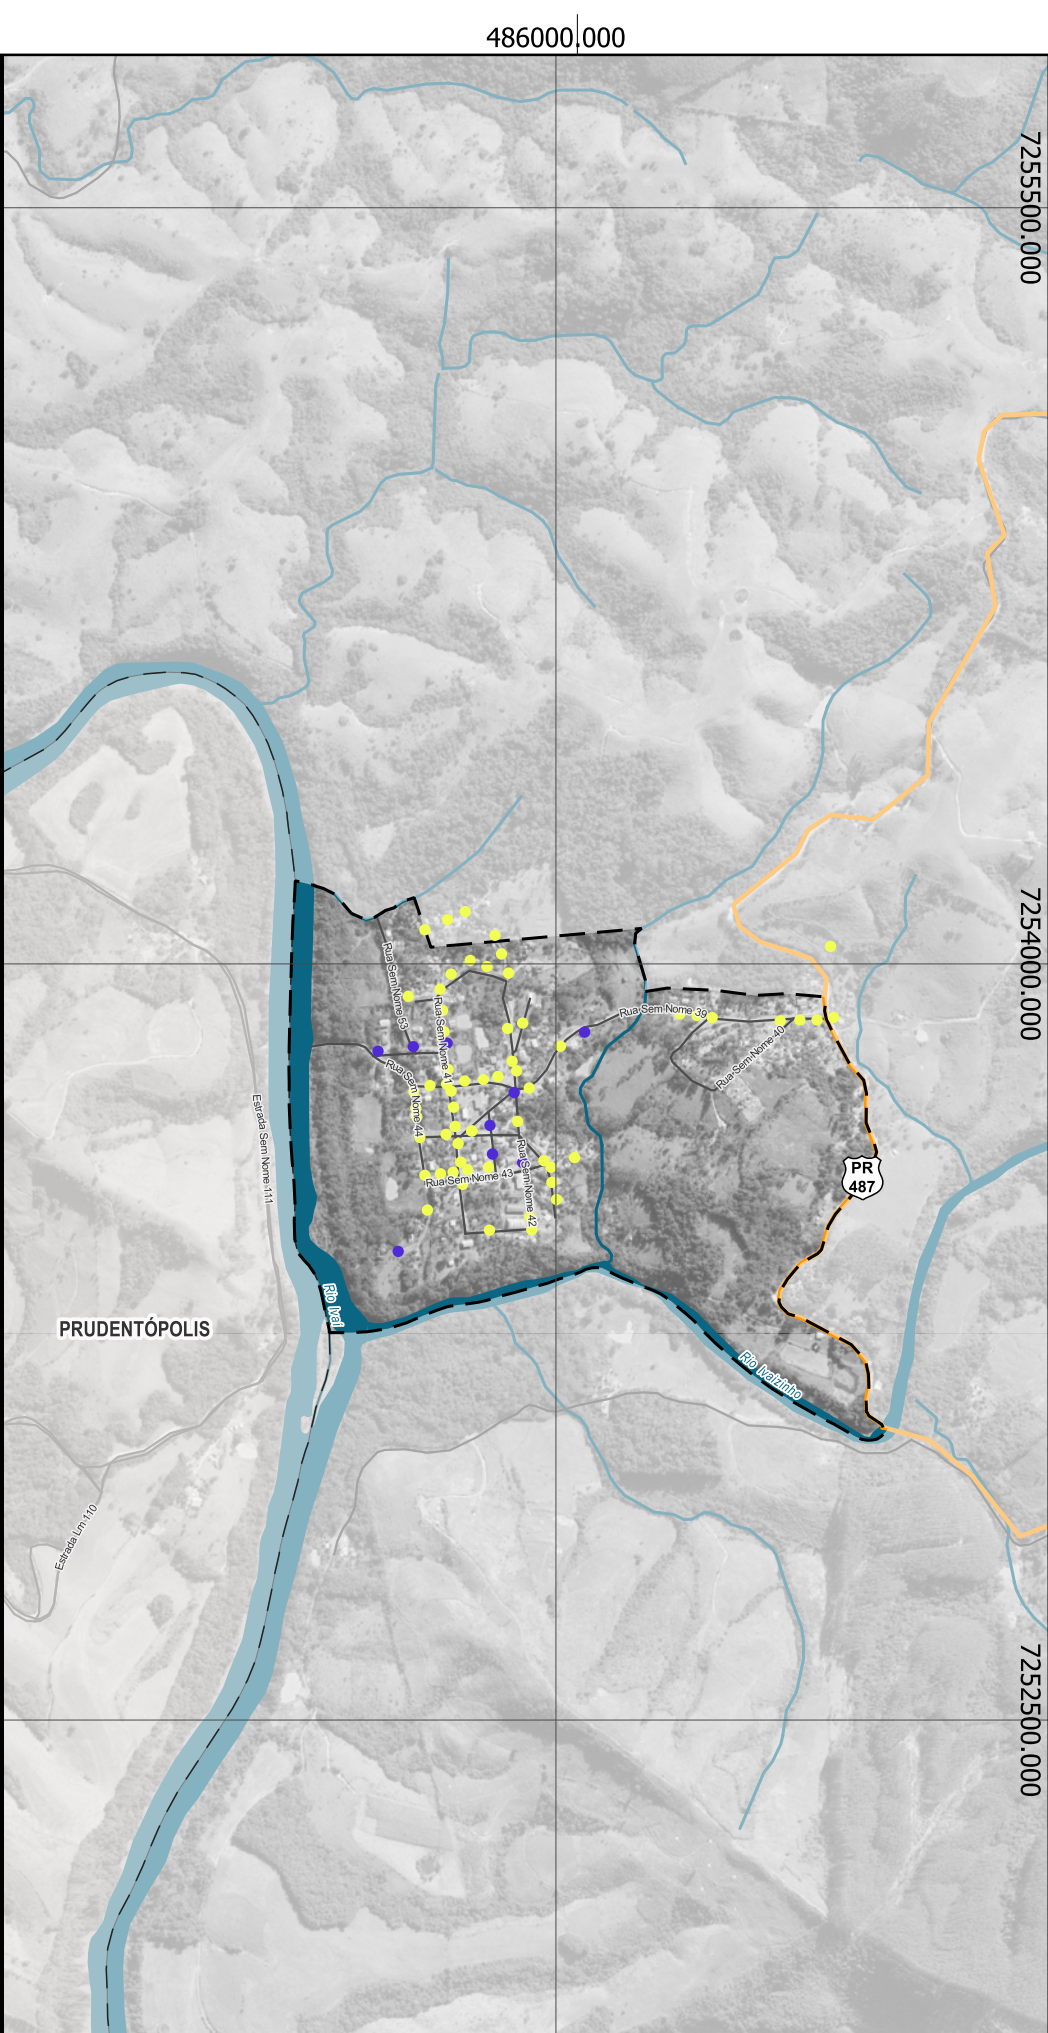 486000.000
7255500.000
7254000.000
Rua Sem Nome 53
Rua Sem Nome 41
Rua Sem Nome 39
Rua Sem Nome 40
Rua Sem Nome 44
Estrada Sem Nome 111
Rua Sem Nome 42
Rua Sem Nome 43
PR
487
Rio Ivaí
PRUDENTÓPOLIS
Rio Ivaizinho
Estrada Lm-110
7252500.000